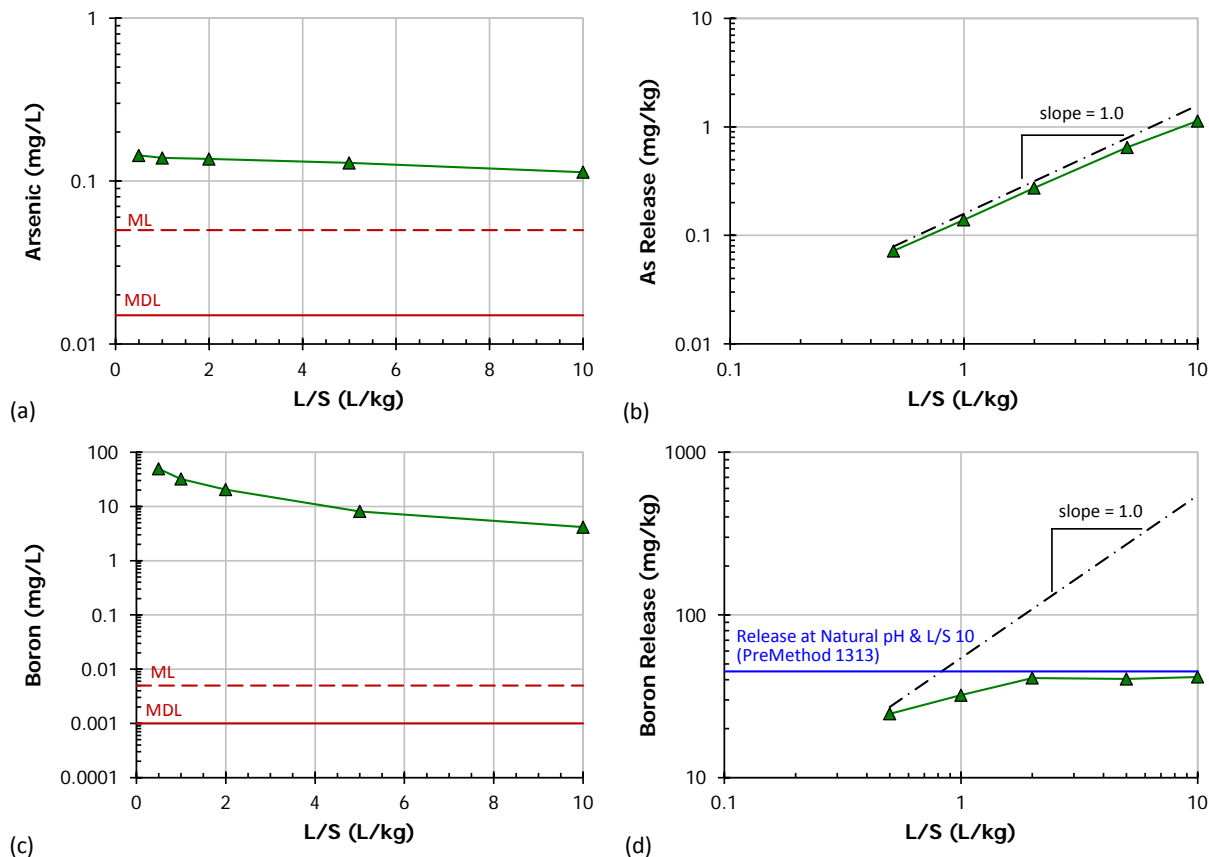 1
0.1
0.01
Arsenic (mg/L)
ML
MDL
0 2 4 6 8 10
L/S (L/kg)
(a)
10
1
0.1
0.01
As Release (mg/kg)
slope = 1.0
0.1 1 10
L/S (L/kg)
(b)
100
10
1
0.1
0.01
0.001
0.0001
Boron (mg/L)
ML
MDL
0 2 4 6 8 10
L/S (L/kg)
(c)
1000
100
10
Boron Release (mg/kg)
slope = 1.0
Release at Natural pH & L/S 10
(PreMethod 1313)
0.1 1 10
L/S (L/kg)
(d)